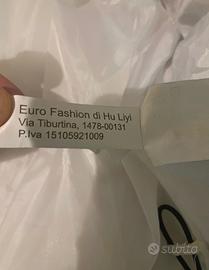 Euro Fashion di Hu Liyi
Via Tiburtina, 1478-00131
P.Iva 15105921009
subito